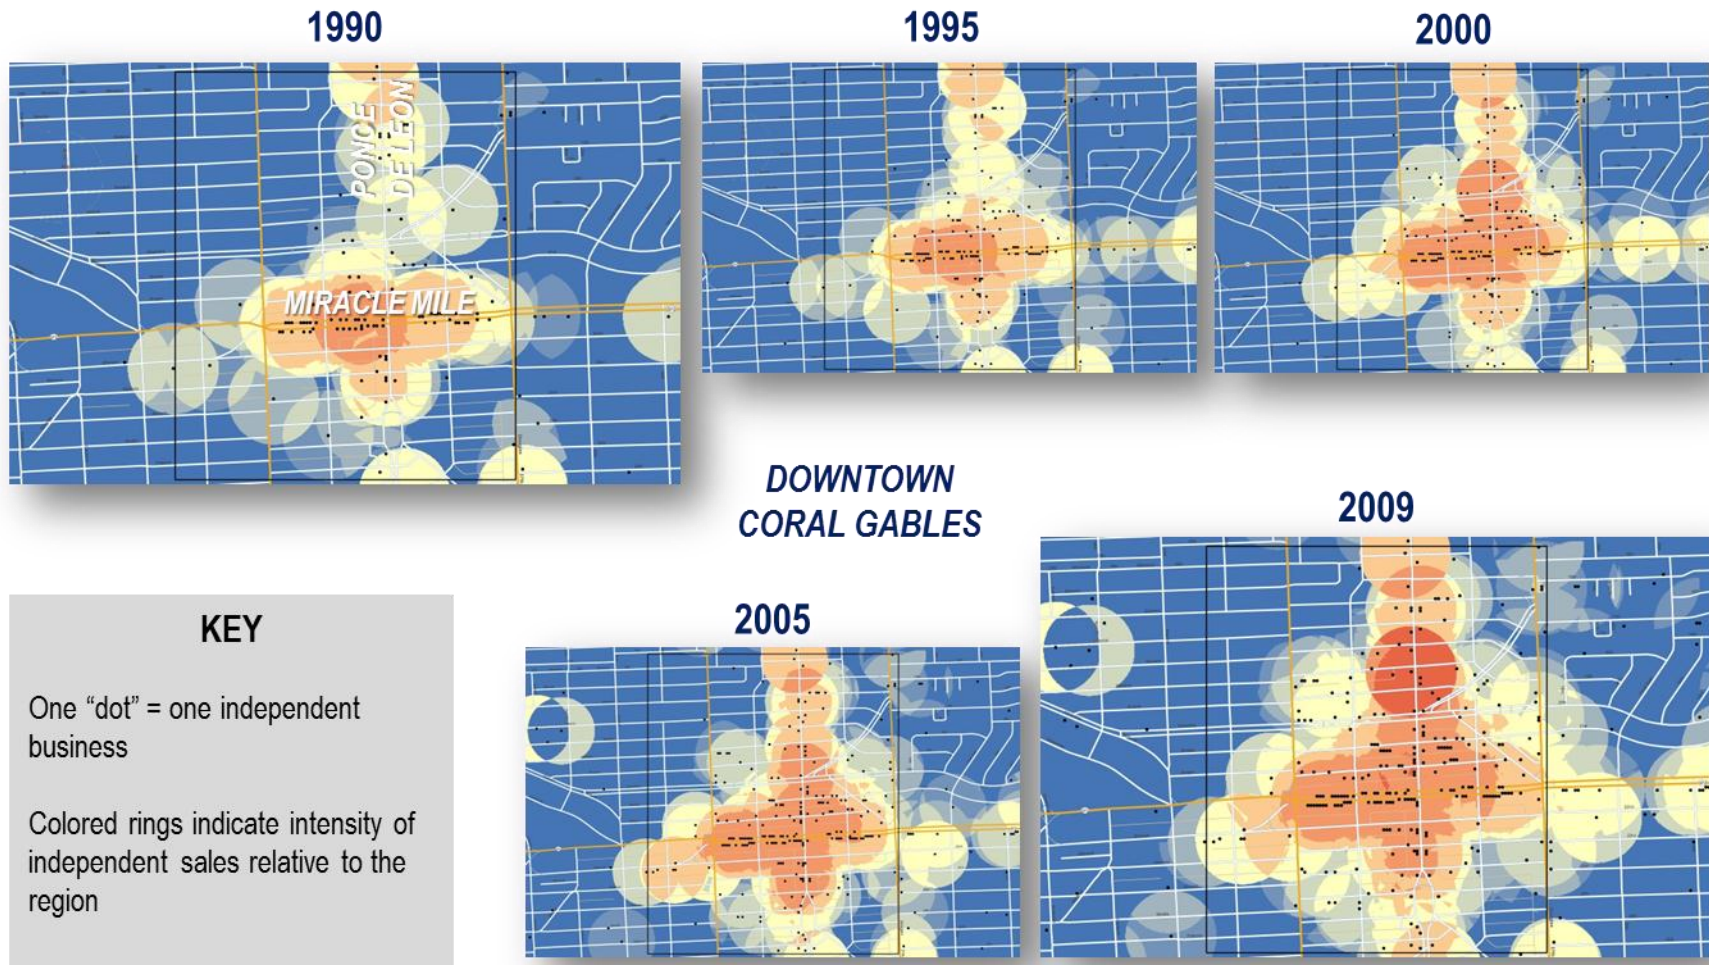 1990
1995
2000
PONCE
DE LEON
MIRACLE MILE
DOWNTOWN
CORAL GABLES
2009
2005
KEY
One “dot” = one independent
business
Colored rings indicate intensity of
independent sales relative to the
region